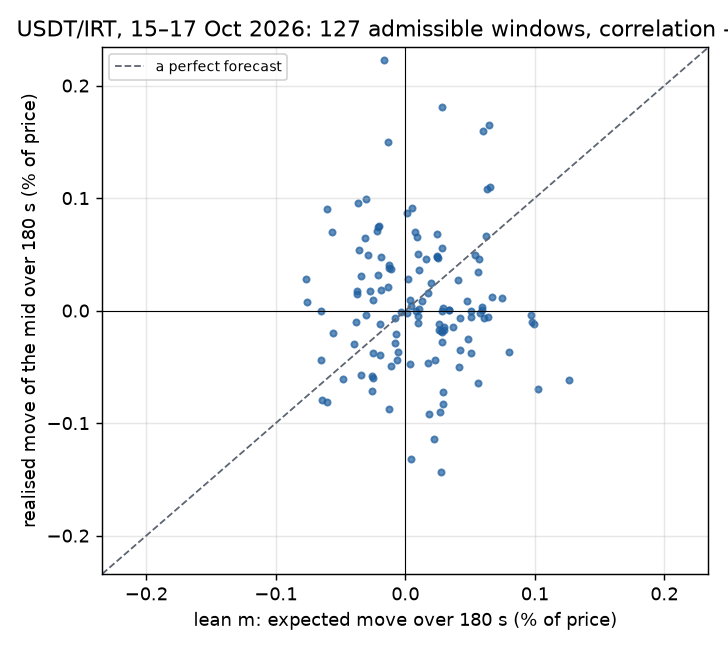 USDT/IRT, 15–17 Oct 2026: 127 admissible windows, correlation -
a perfect forecast
realised move of the mid over 180 s (% of price)
0.2
0.1
0.0
−0.1
−0.2
−0.2 −0.1 0.0 0.1 0.2
lean m: expected move over 180 s (% of price)